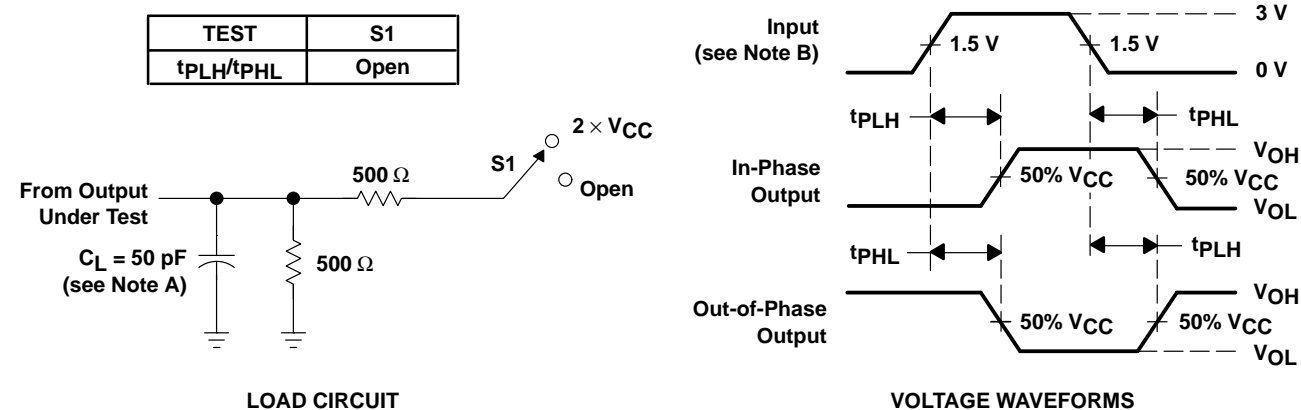 TEST S1
tPLH/tPHL Open
2 × VCC
S1
Open
500 Ω
From Output
Under Test
CL = 50 pF
(see Note A)
500 Ω
LOAD CIRCUIT
Input
(see Note B)
1.5 V 1.5 V
3 V
0 V
tPLH tPHL
In-Phase
Output
50% VCC 50% VCC
VOH
VOL
tPHL tPLH
Out-of-Phase
Output
50% VCC 50% VCC
VOH
VOL
VOLTAGE WAVEFORMS